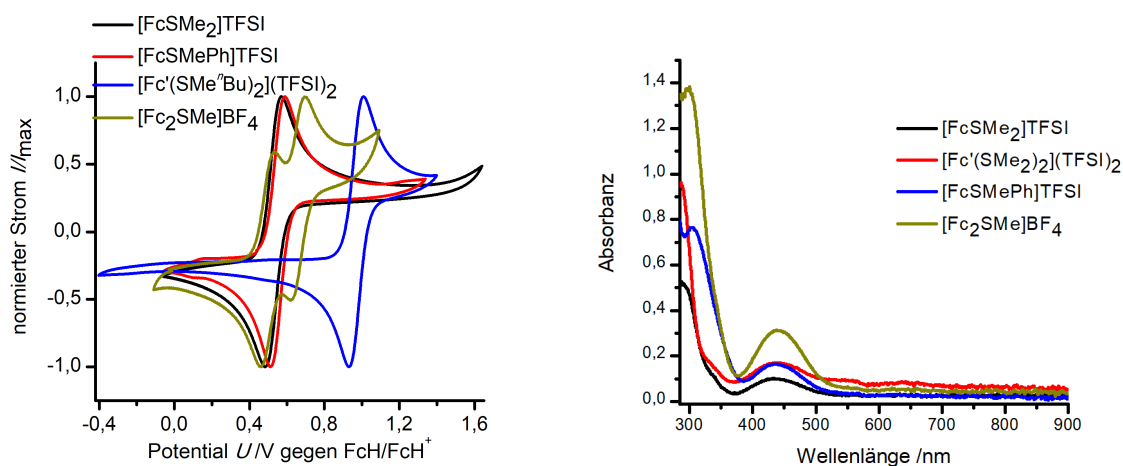 [FcSMe₂]TFSI
[FcSMePh]TFSI
[Fc'(SMeⁿBu)₂](TFSI)₂
[Fc₂SMe]BF₄
normierter Strom I/Imax
1,0
0,5
0,0
-0,5
-1,0
-0,4 0,0 0,4 0,8 1,2 1,6
Potential U /V gegen FcH/FcH⁺
Absorbanz
1,4
1,2
1,0
0,8
0,6
0,4
0,2
0,0
[FcSMe₂]TFSI
[Fc'(SMe₂)₂](TFSI)₂
[FcSMePh]TFSI
[Fc₂SMe]BF₄
300 400 500 600 700 800 900
Wellenlänge /nm